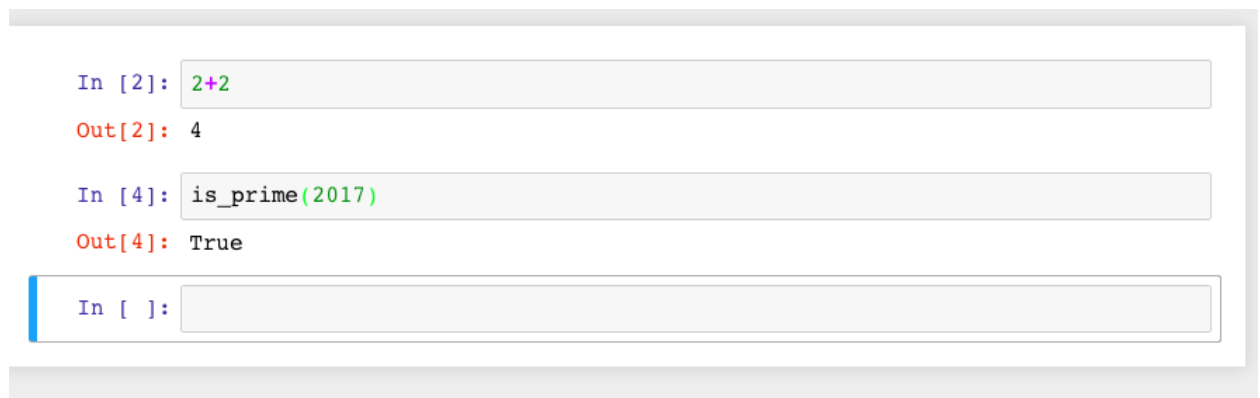 In [2]: 2+2
Out[2]: 4
In [4]: is_prime(2017)
Out[4]: True
In [ ]: